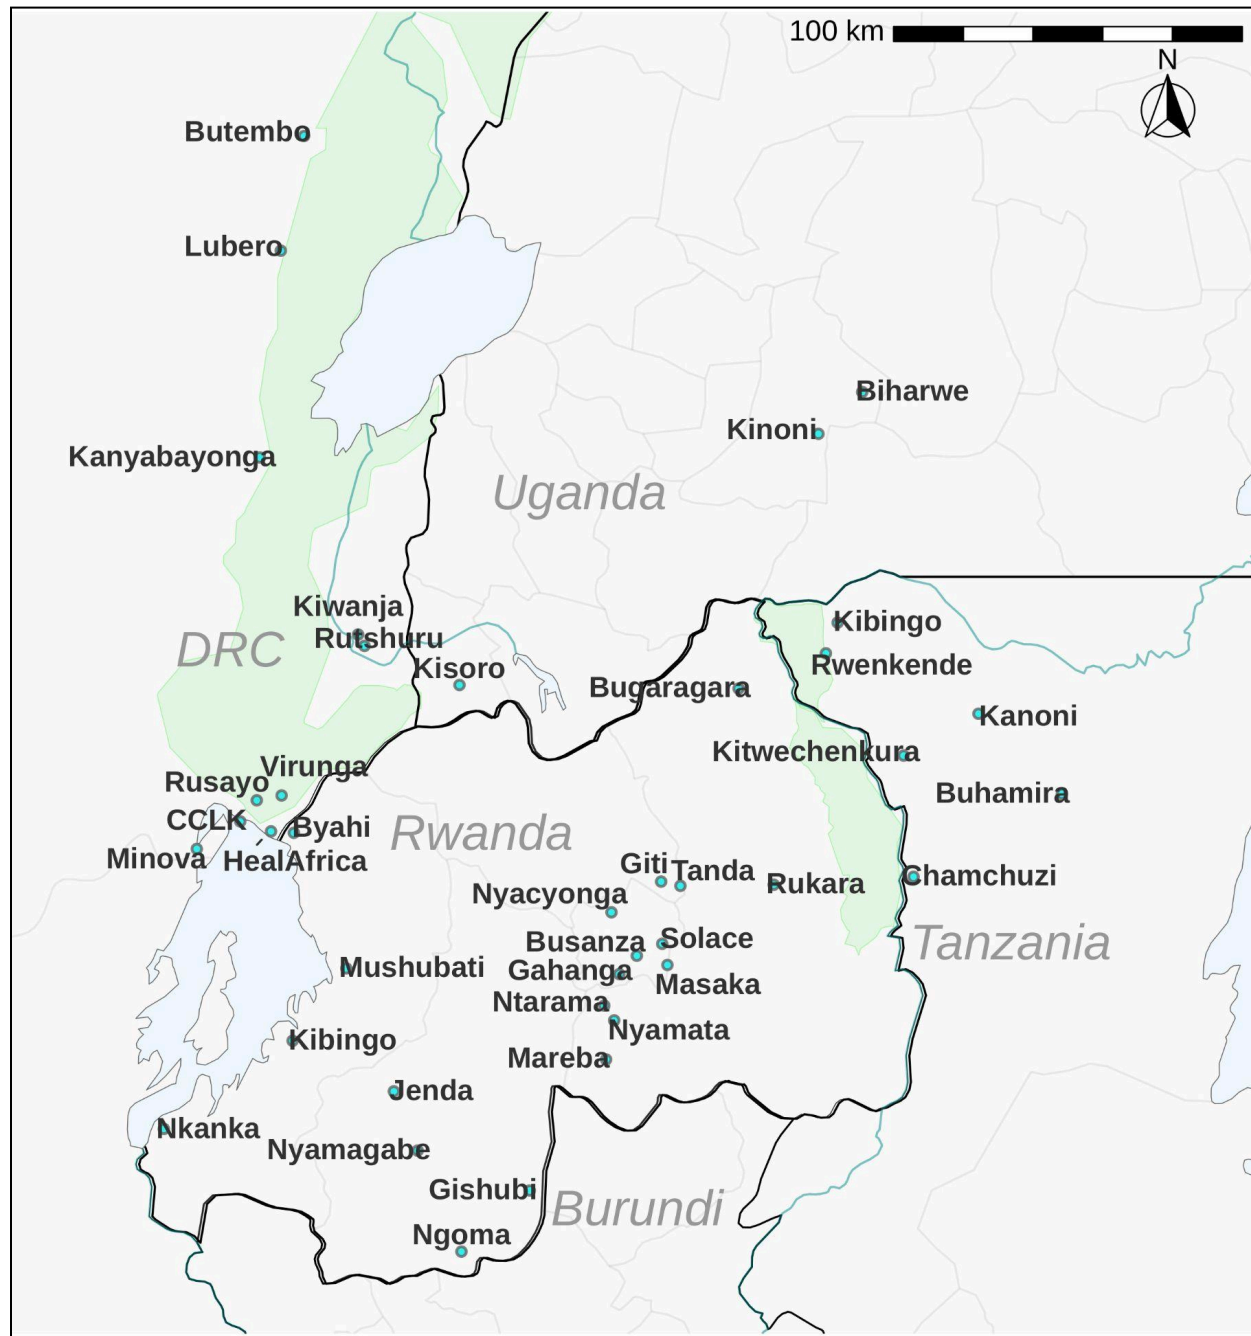 100 km
N
Butembo
Lubero
Biharwe
Kinoni
Kanyabayonga
Uganda
Kiwanja
Rutshuru
DRC
Kibingo
Rwenkende
Kisoro
Bugaragara
Kanoni
Kitwechenkura
Virunga
Rusayo
Buhamira
CCLK
Byahi
Rwanda
Minova
HealAfrica
Giti
Tanda
Rukara
Chamchuzi
Nyacyonga
Busanza
Solace
Tanzania
Mushubati
Gahanga
Masaka
Ntarama
Nyamata
Kibingo
Mareba
Jenda
Nkanka
Nyamagabe
Gishubi
Burundi
Ngoma